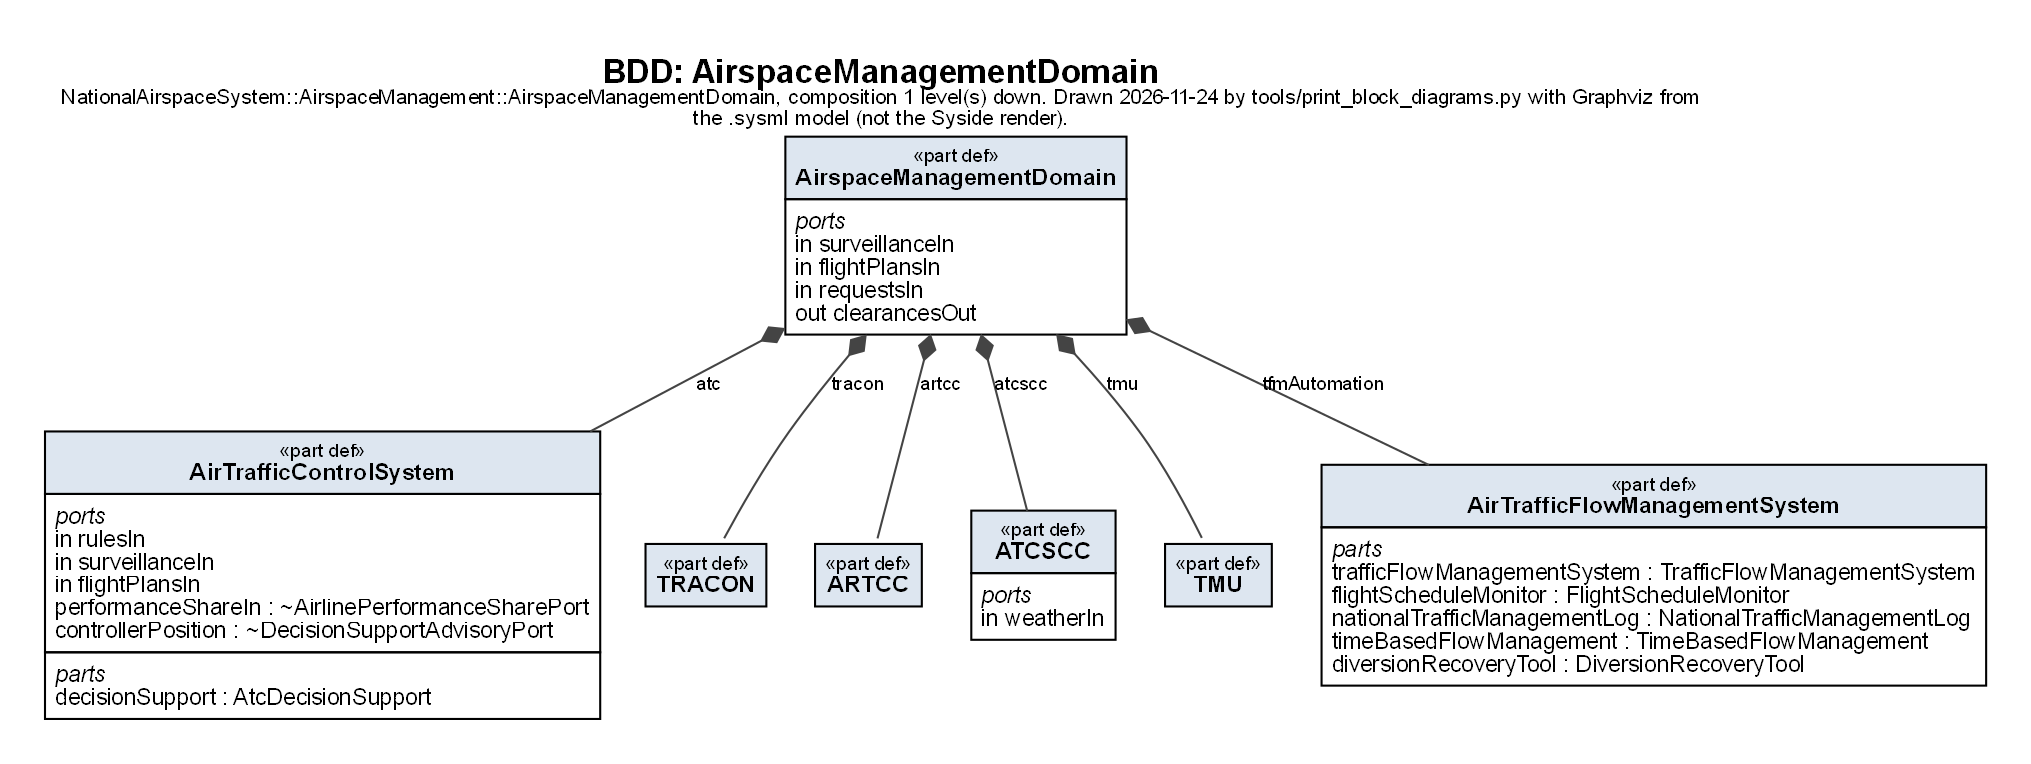 BDD: AirspaceManagementDomain
NationalAirspaceSystem::AirspaceManagement::AirspaceManagementDomain, composition 1 level(s) down. Drawn 2026-11-24 by tools/print_block_diagrams.py with Graphviz from
the .sysml model (not the Syside render).
«part def»
AirspaceManagementDomain
ports
in surveillanceIn
in flightPlansIn
in requestsIn
out clearancesOut
atc
tracon
artcc
atcscc
tmu
tfmAutomation
«part def»
AirTrafficControlSystem
ports
in rulesIn
in surveillanceIn
in flightPlansIn
performanceShareIn : ~AirlinePerformanceSharePort
controllerPosition : ~DecisionSupportAdvisoryPort
parts
decisionSupport : AtcDecisionSupport
«part def»
TRACON
«part def»
ARTCC
«part def»
ATCSCC
ports
in weatherIn
«part def»
TMU
«part def»
AirTrafficFlowManagementSystem
parts
trafficFlowManagementSystem : TrafficFlowManagementSystem
flightScheduleMonitor : FlightScheduleMonitor
nationalTrafficManagementLog : NationalTrafficManagementLog
timeBasedFlowManagement : TimeBasedFlowManagement
diversionRecoveryTool : DiversionRecoveryTool